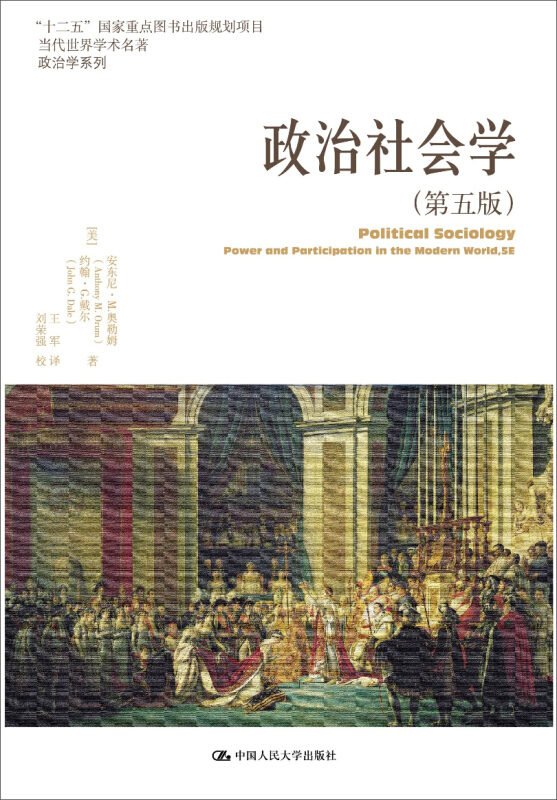 “十二五”国家重点图书出版规划项目
当代世界学术名著
政治学系列
政治社会学
（第五版）
Political Sociology
Power and Participation in the Modern World,5E
[美]
安东尼·M.奥勒姆
（Anthony M. Orum）
约翰·G.戴尔
（John G. Dale）
著
王军 译
刘荣强 校
中国人民大学出版社